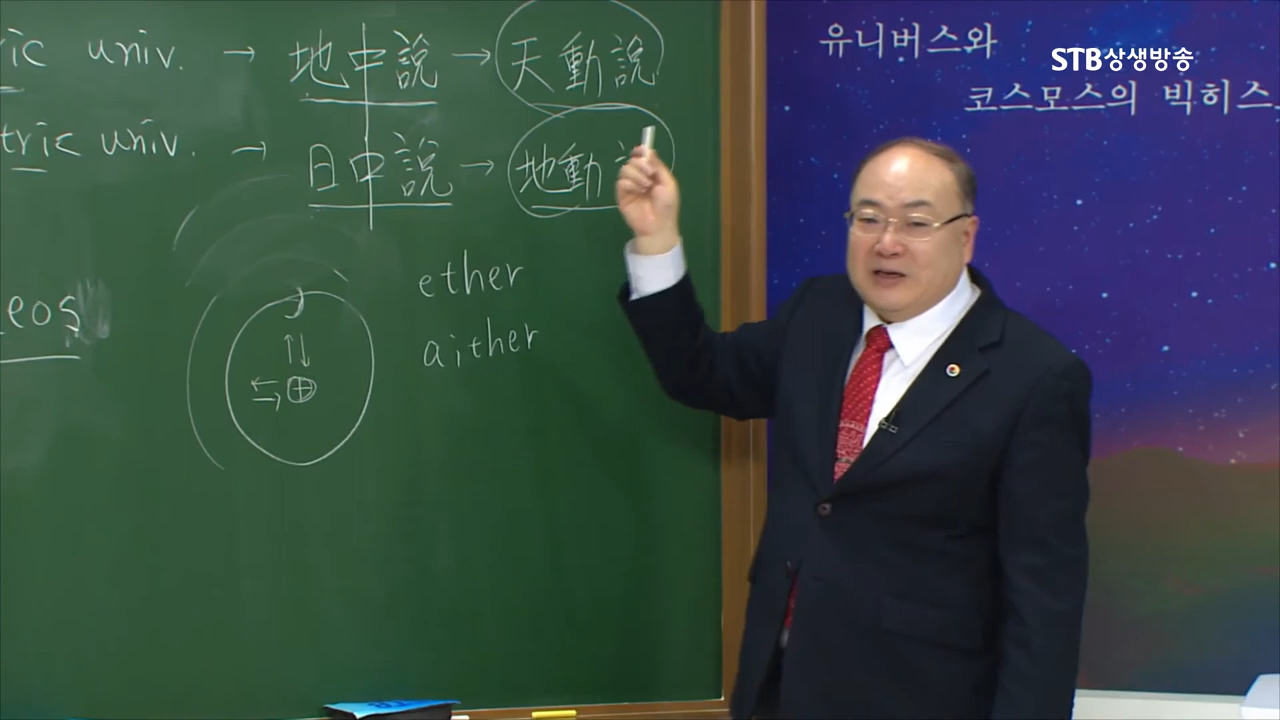 ric univ. → 地中說 → 天動說
tric univ. → 日中說 → 地動
eos
ether
aither
유니버스와
코스모스의 빅히스
STB상생방송